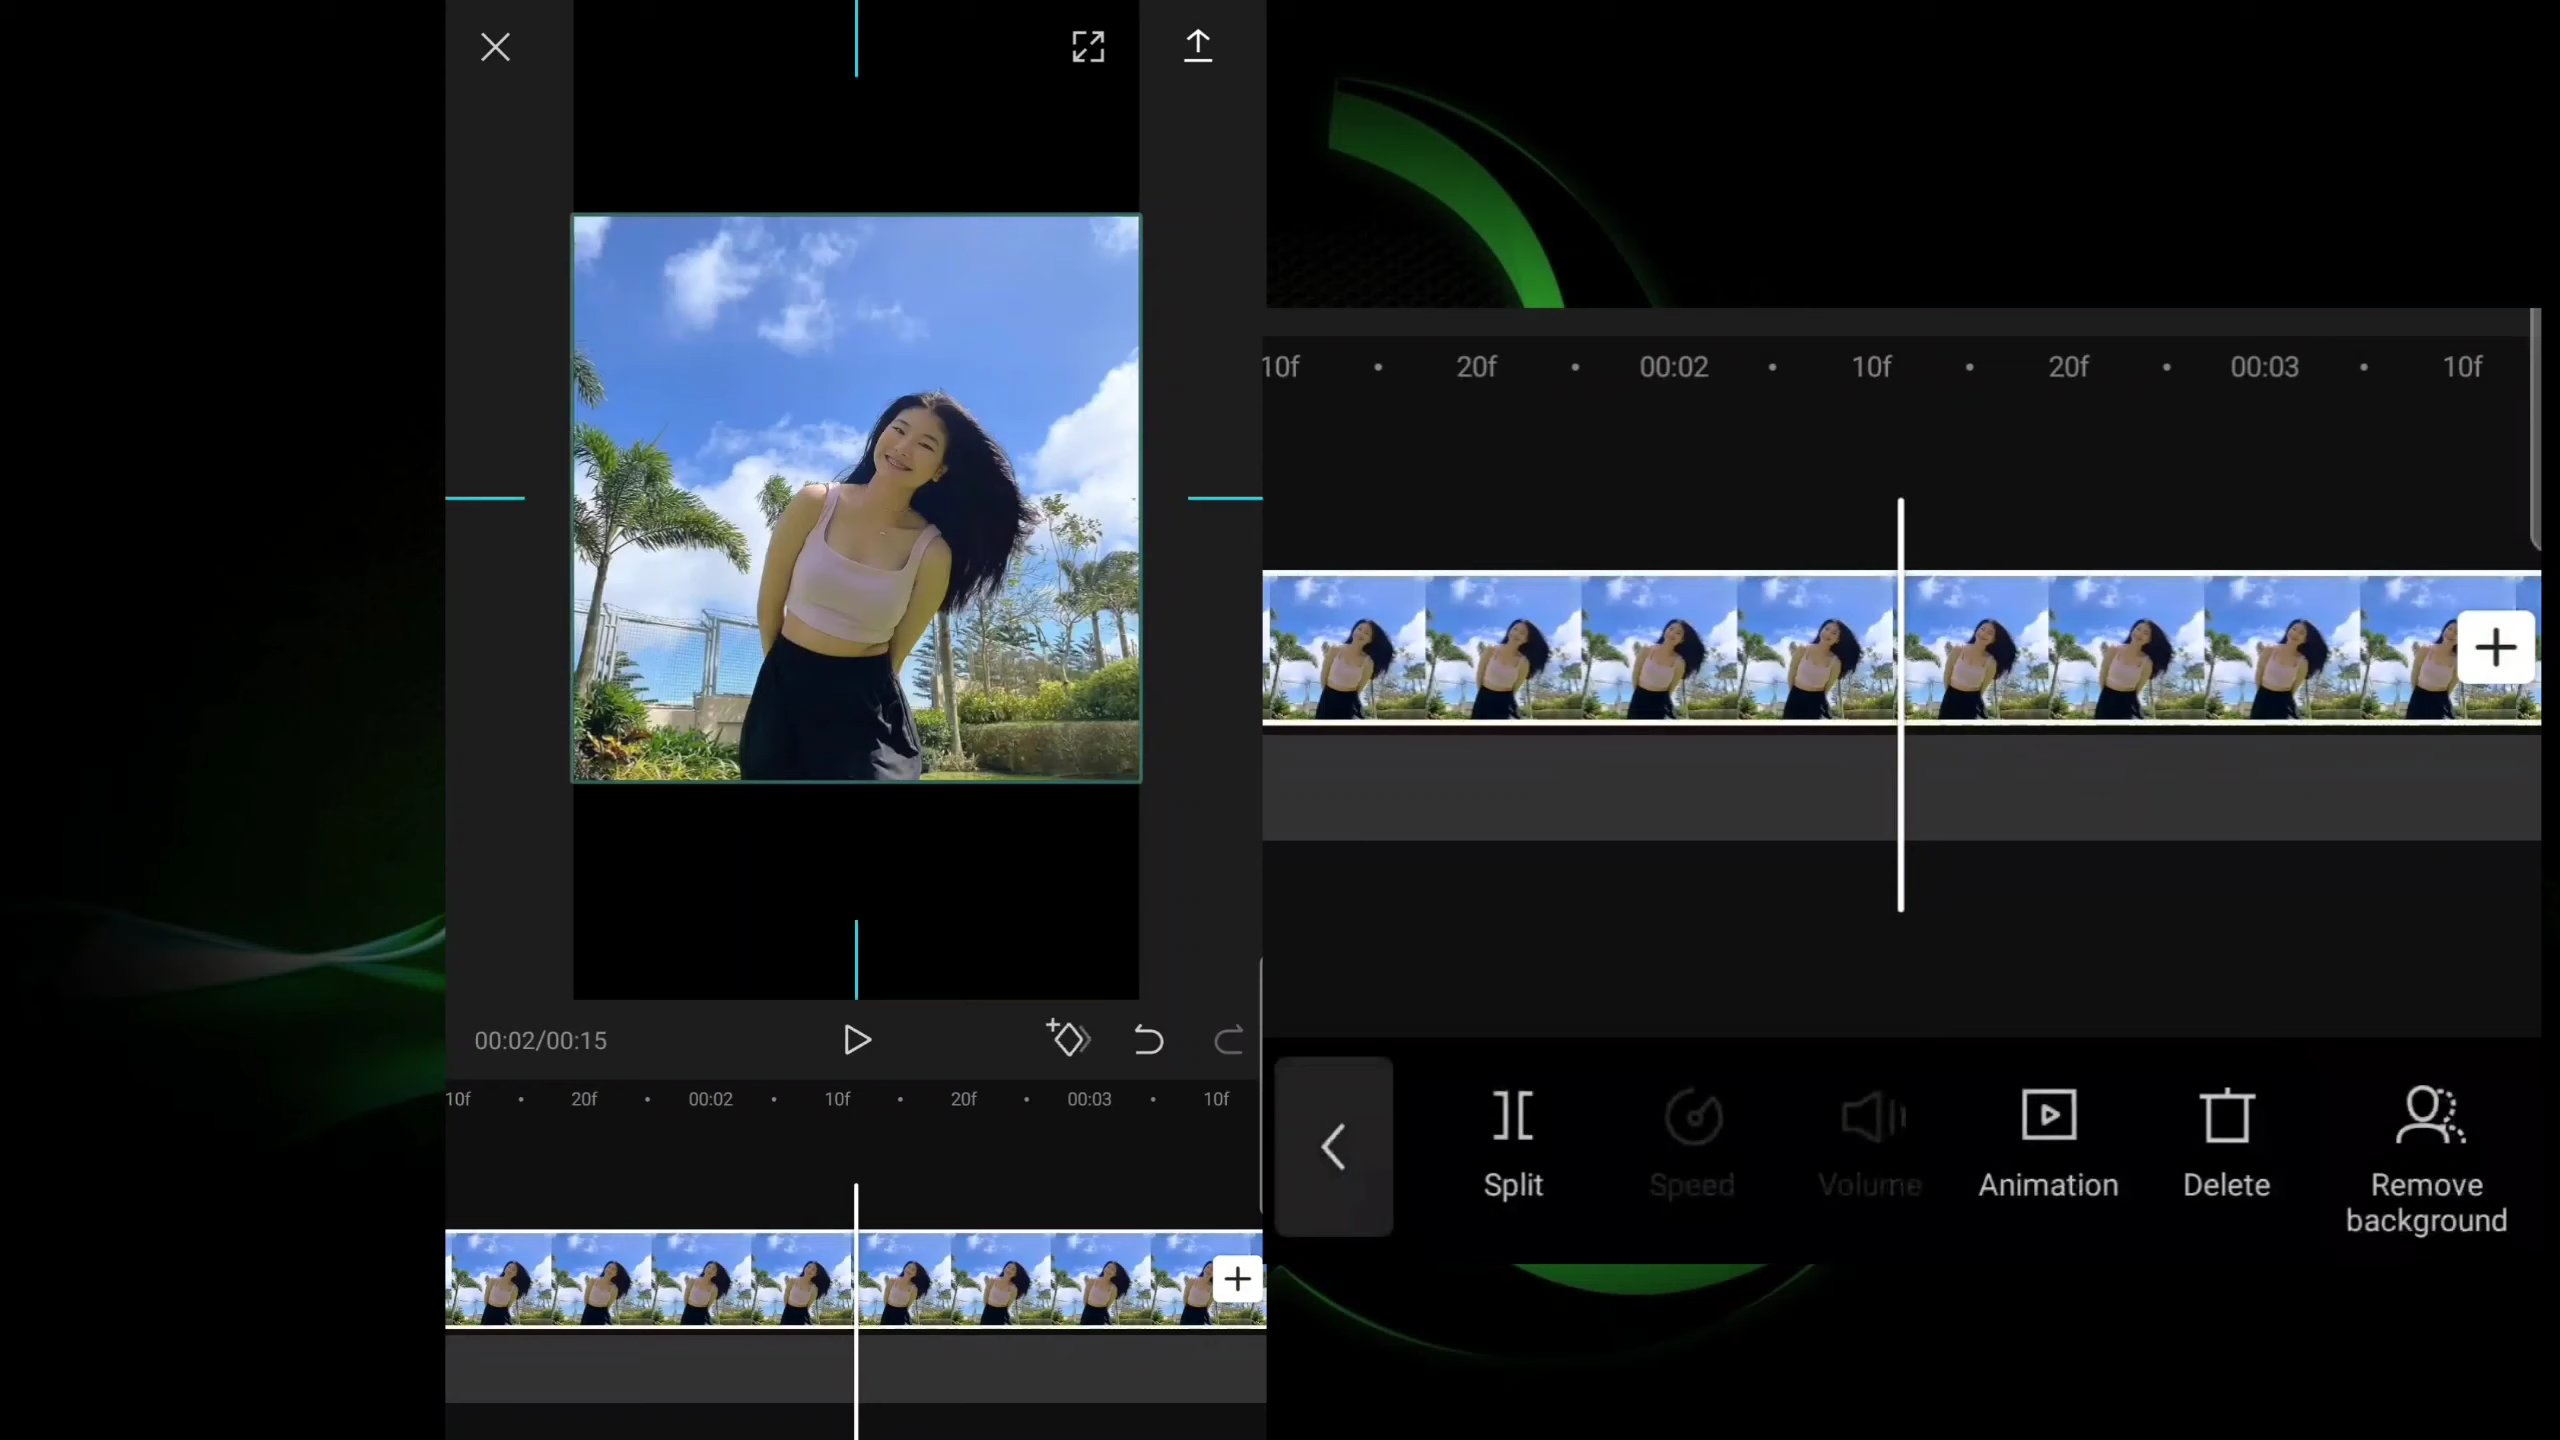 00:02/00:15
10f 20f 00:02 10f 20f 00:03 10f
10f 20f 00:02 10f 20f 00:03 10f
Split Speed Volume Animation Delete Remove
background